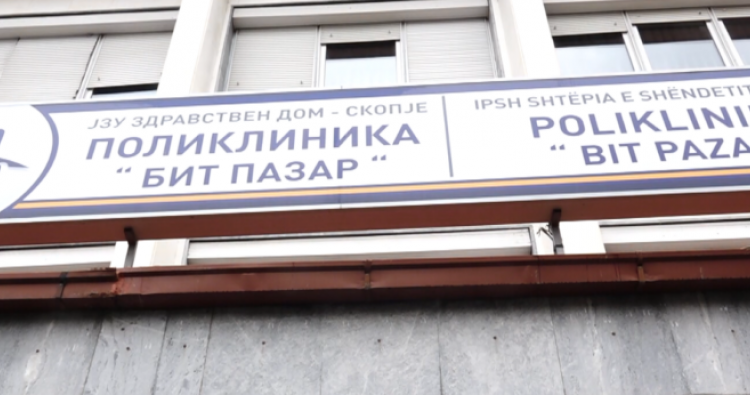 ЈЗУ ЗДРАВСТВЕН ДОМ - СКОПЈЕ
ПОЛИКЛИНИКА
“ БИТ ПАЗАР “
IPSH SHTËPIA E SHËNDETIT
POLIKLINI
“ BIT PAZA